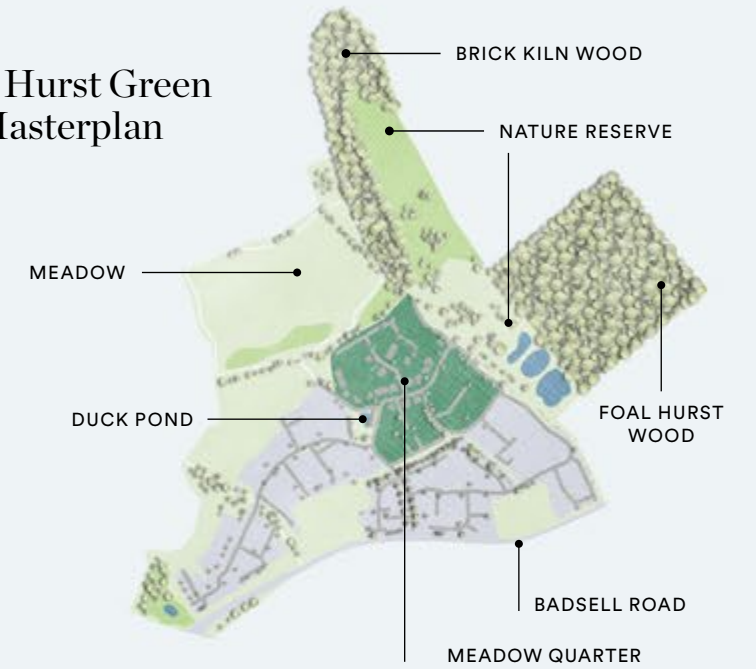 Hurst Green
Masterplan
BRICK KILN WOOD
NATURE RESERVE
MEADOW
DUCK POND
FOAL HURST
WOOD
BADSELL ROAD
MEADOW QUARTER